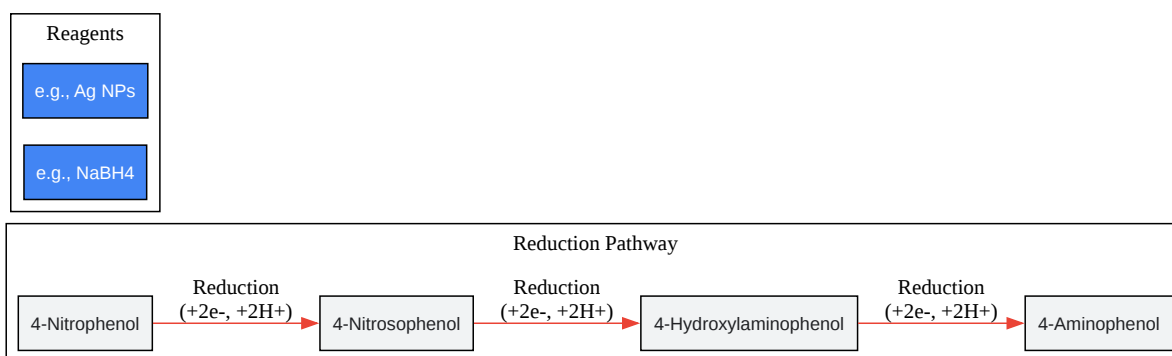 Reagents
e.g., Ag NPs
e.g., NaBH4
Reduction Pathway
Reduction
(+2e-, +2H+)
Reduction
(+2e-, +2H+)
Reduction
(+2e-, +2H+)
4-Nitrophenol
4-Nitrosophenol
4-Hydroxylaminophenol
4-Aminophenol